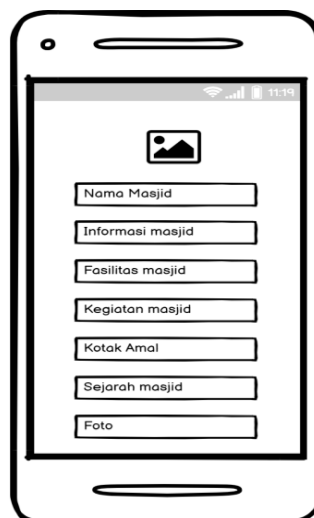 11:19
Nama Masjid
Informasi masjid
Fasilitas masjid
Kegiatan masjid
Kotak Amal
Sejarah masjid
Foto